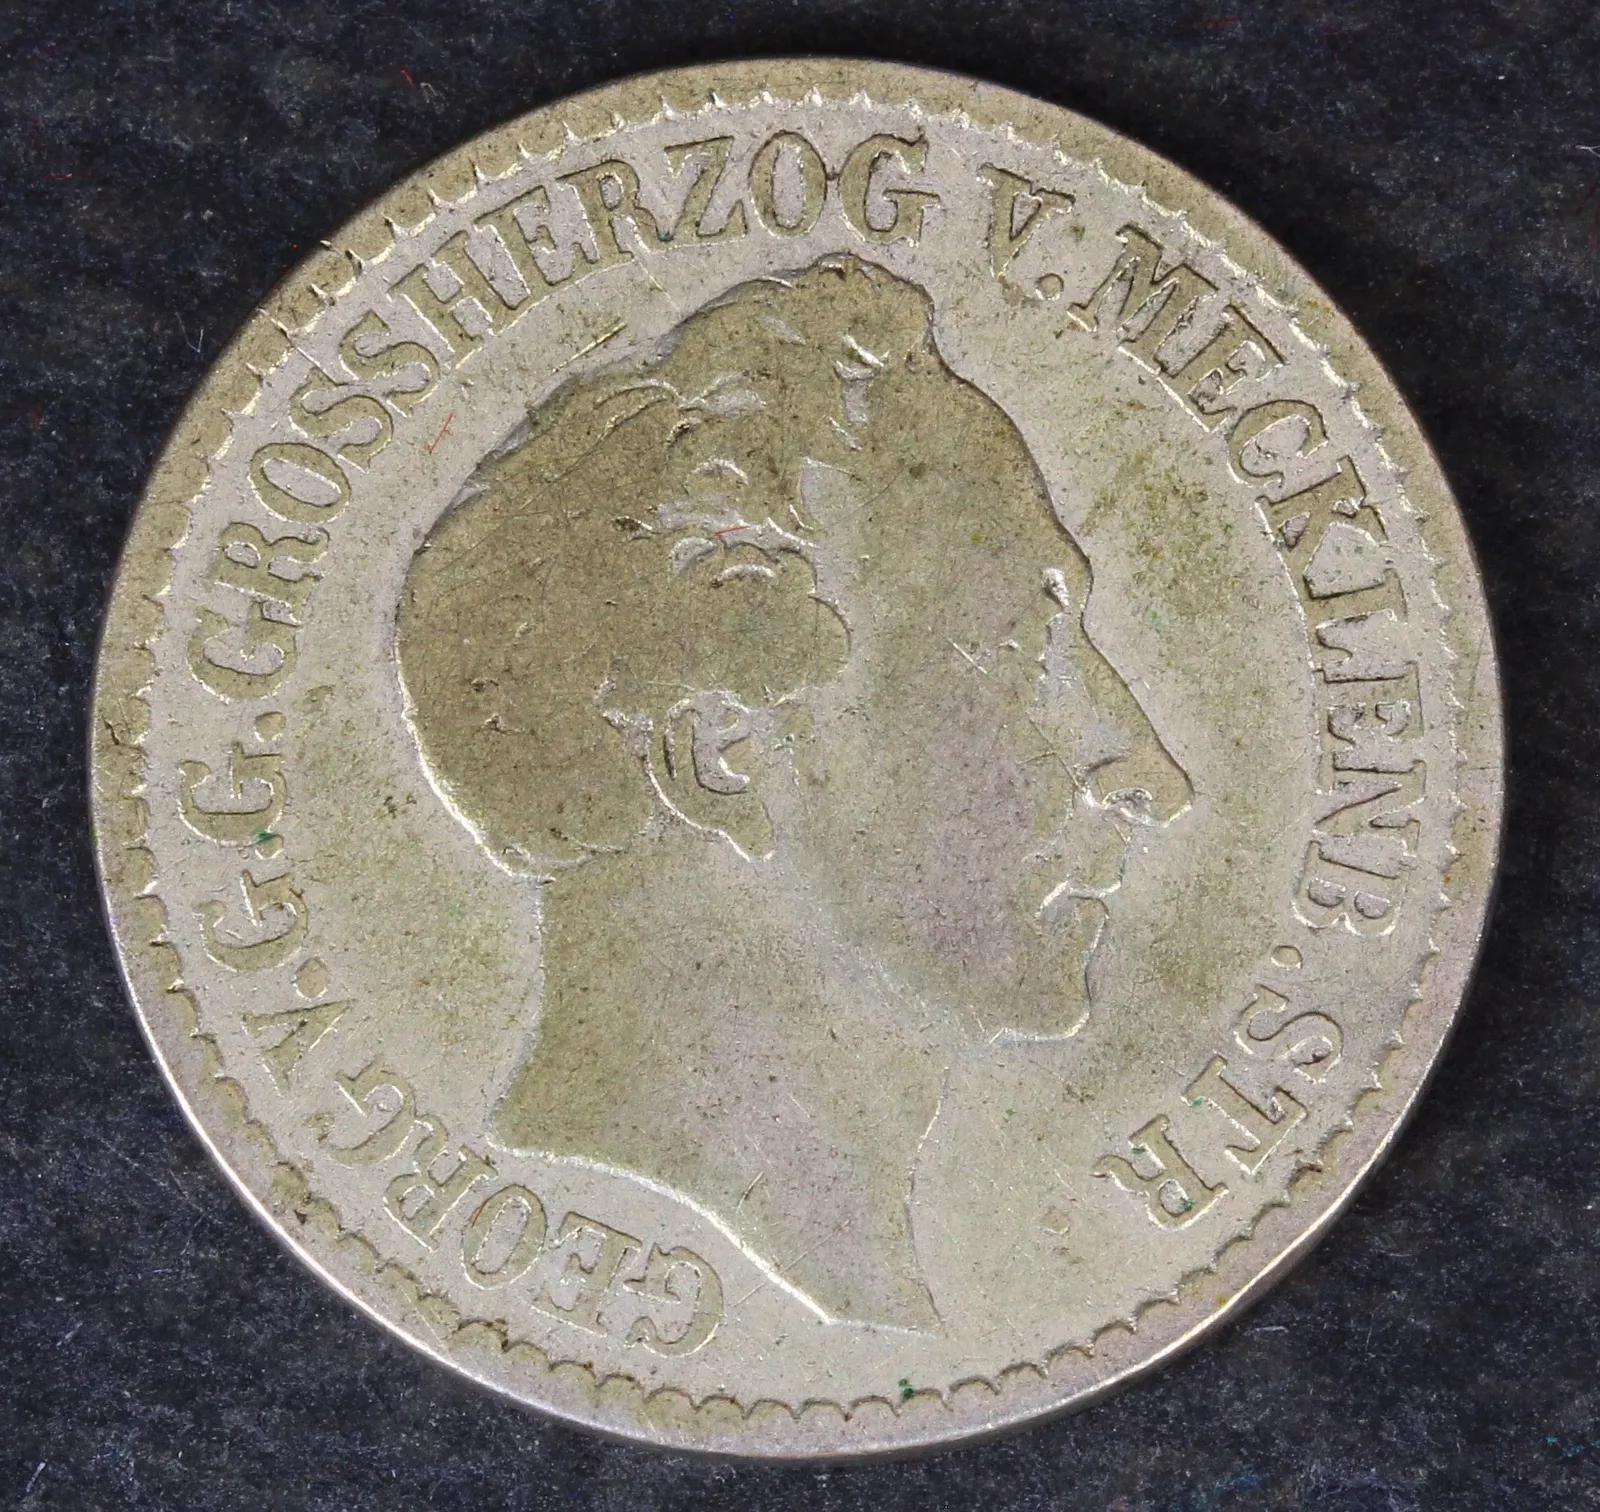 GEORG V. G. G. GROSSHERZOG V. MECKLENB. STR.